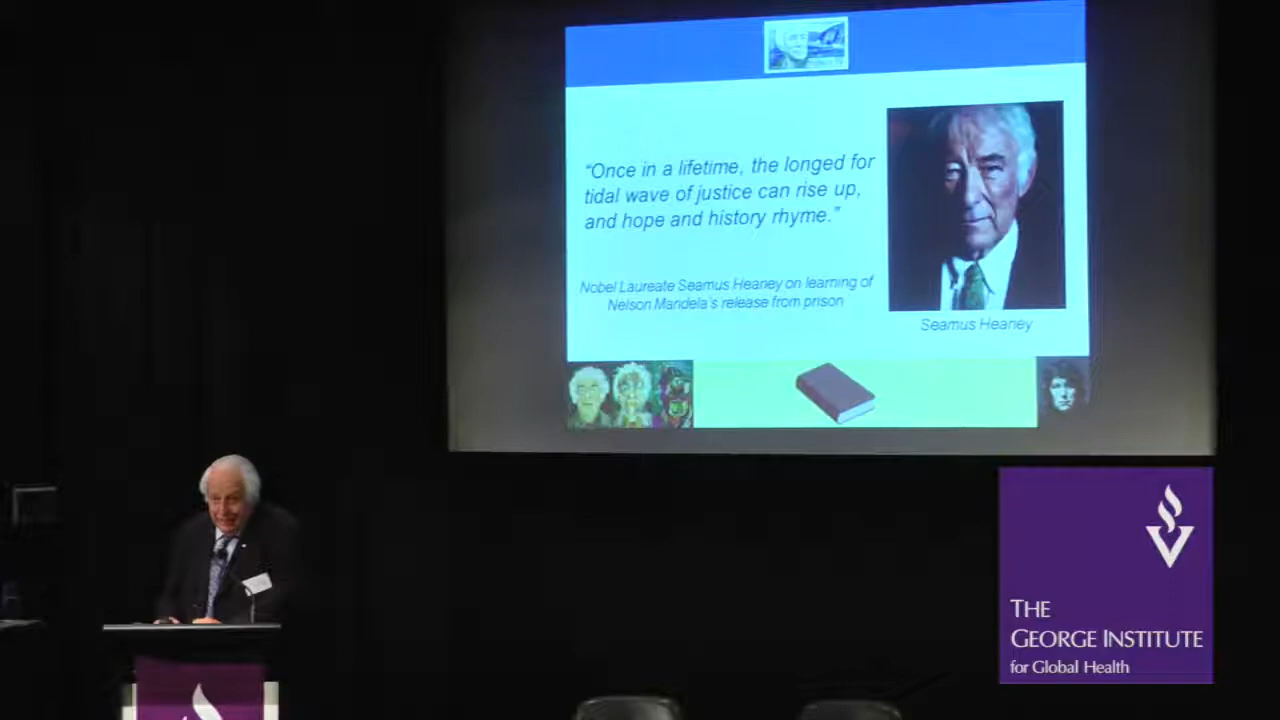 “Once in a lifetime, the longed for
tidal wave of justice can rise up,
and hope and history rhyme.”
Nobel Laureate Seamus Heaney on learning of
Nelson Mandela's release from prison
Seamus Heaney
THE
GEORGE INSTITUTE
for Global Health